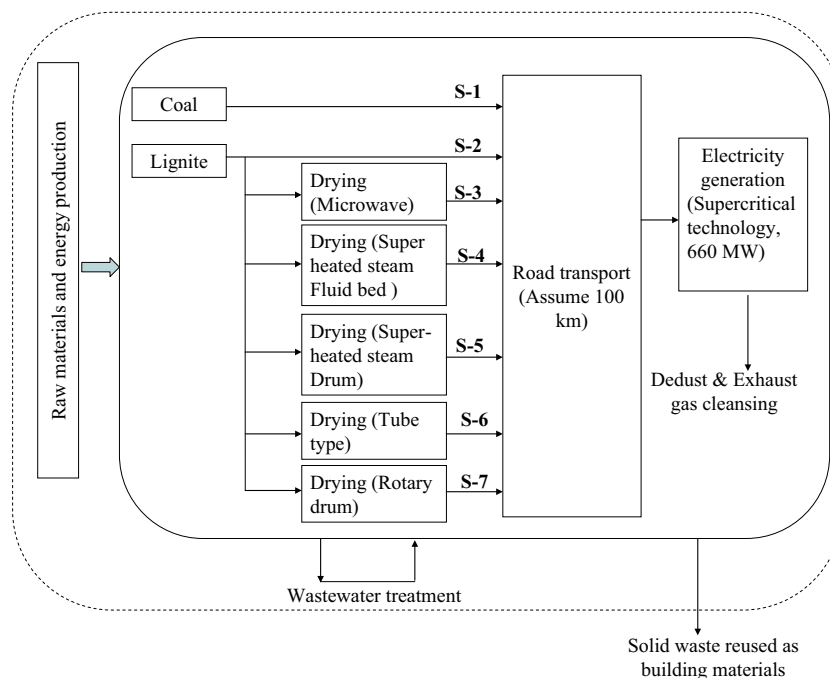 Raw materials and energy production
Coal
S-1
Lignite
S-2
Drying
(Microwave)
S-3
Drying (Super
heated steam
Fluid bed )
S-4
Drying (Super-
heated steam
Drum)
S-5
Drying (Tube
type)
S-6
Drying (Rotary
drum)
S-7
Road transport
(Assume 100
km)
Electricity
generation
(Supercritical
technology,
660 MW)
Dedust & Exhaust
gas cleansing
Wastewater treatment
Solid waste reused as
building materials